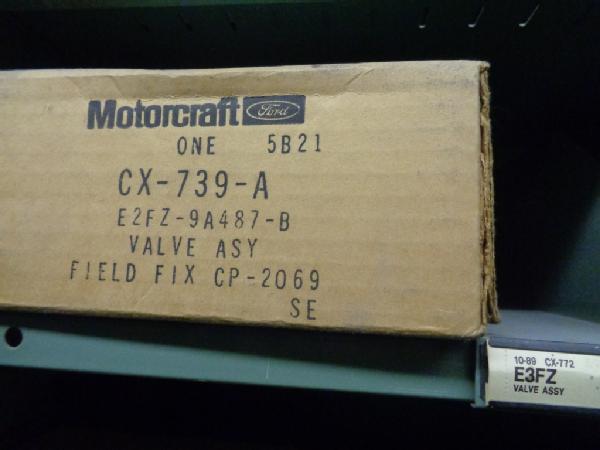 Motorcraft Ford
ONE 5B21
CX-739-A
E2FZ-9A487-B
VALVE ASY
FIELD FIX CP-2069
SE
10-89 CX-772
E3FZ
VALVE ASSY